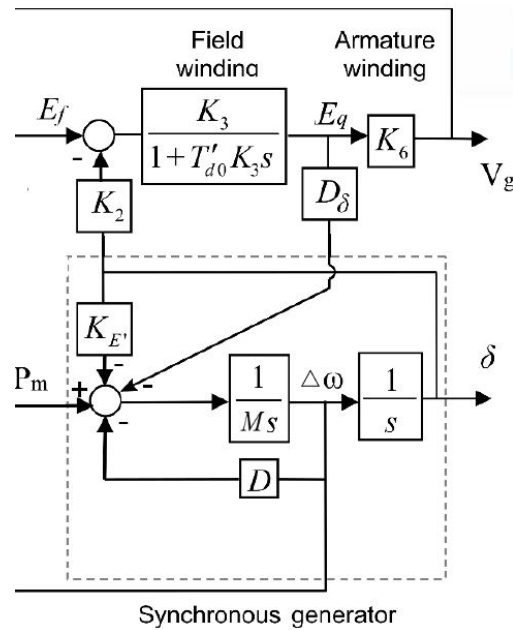 Field winding
Armature winding
E_f
-
K_2
K_3
1+T'_{d0}K_3s
E_q
K_6
V_g
D_δ
K_{E'}
P_m
+
-
-
-
1
Ms
△ω
1
s
δ
D
Synchronous generator